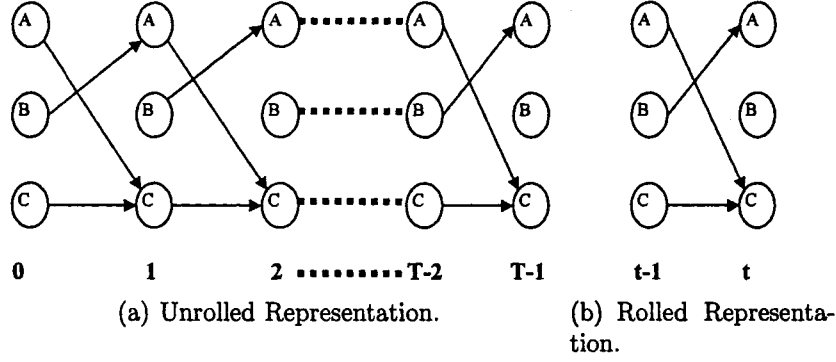 A A A A A A A
B B B B B B B
C C C C C C C
0 1 2 T-2 T-1 t-1 t
(a) Unrolled Representation.
(b) Rolled Representa-
tion.